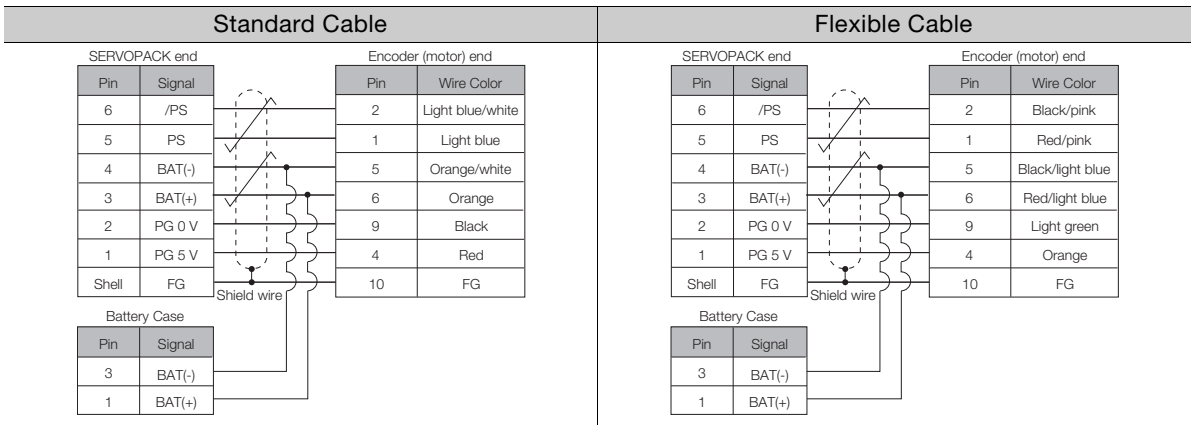 Standard Cable
SERVOPACK end Encoder (motor) end
Pin Signal Pin Wire Color
6 /PS 2 Light blue/white
5 PS 1 Light blue
4 BAT(-) 5 Orange/white
3 BAT(+) 6 Orange
2 PG 0 V 9 Black
1 PG 5 V 4 Red
Shell FG Shield wire 10 FG
Battery Case
Pin Signal
3 BAT(-)
1 BAT(+)
Flexible Cable
SERVOPACK end Encoder (motor) end
Pin Signal Pin Wire Color
6 /PS 2 Black/pink
5 PS 1 Red/pink
4 BAT(-) 5 Black/light blue
3 BAT(+) 6 Red/light blue
2 PG 0 V 9 Light green
1 PG 5 V 4 Orange
Shell FG Shield wire 10 FG
Battery Case
Pin Signal
3 BAT(-)
1 BAT(+)